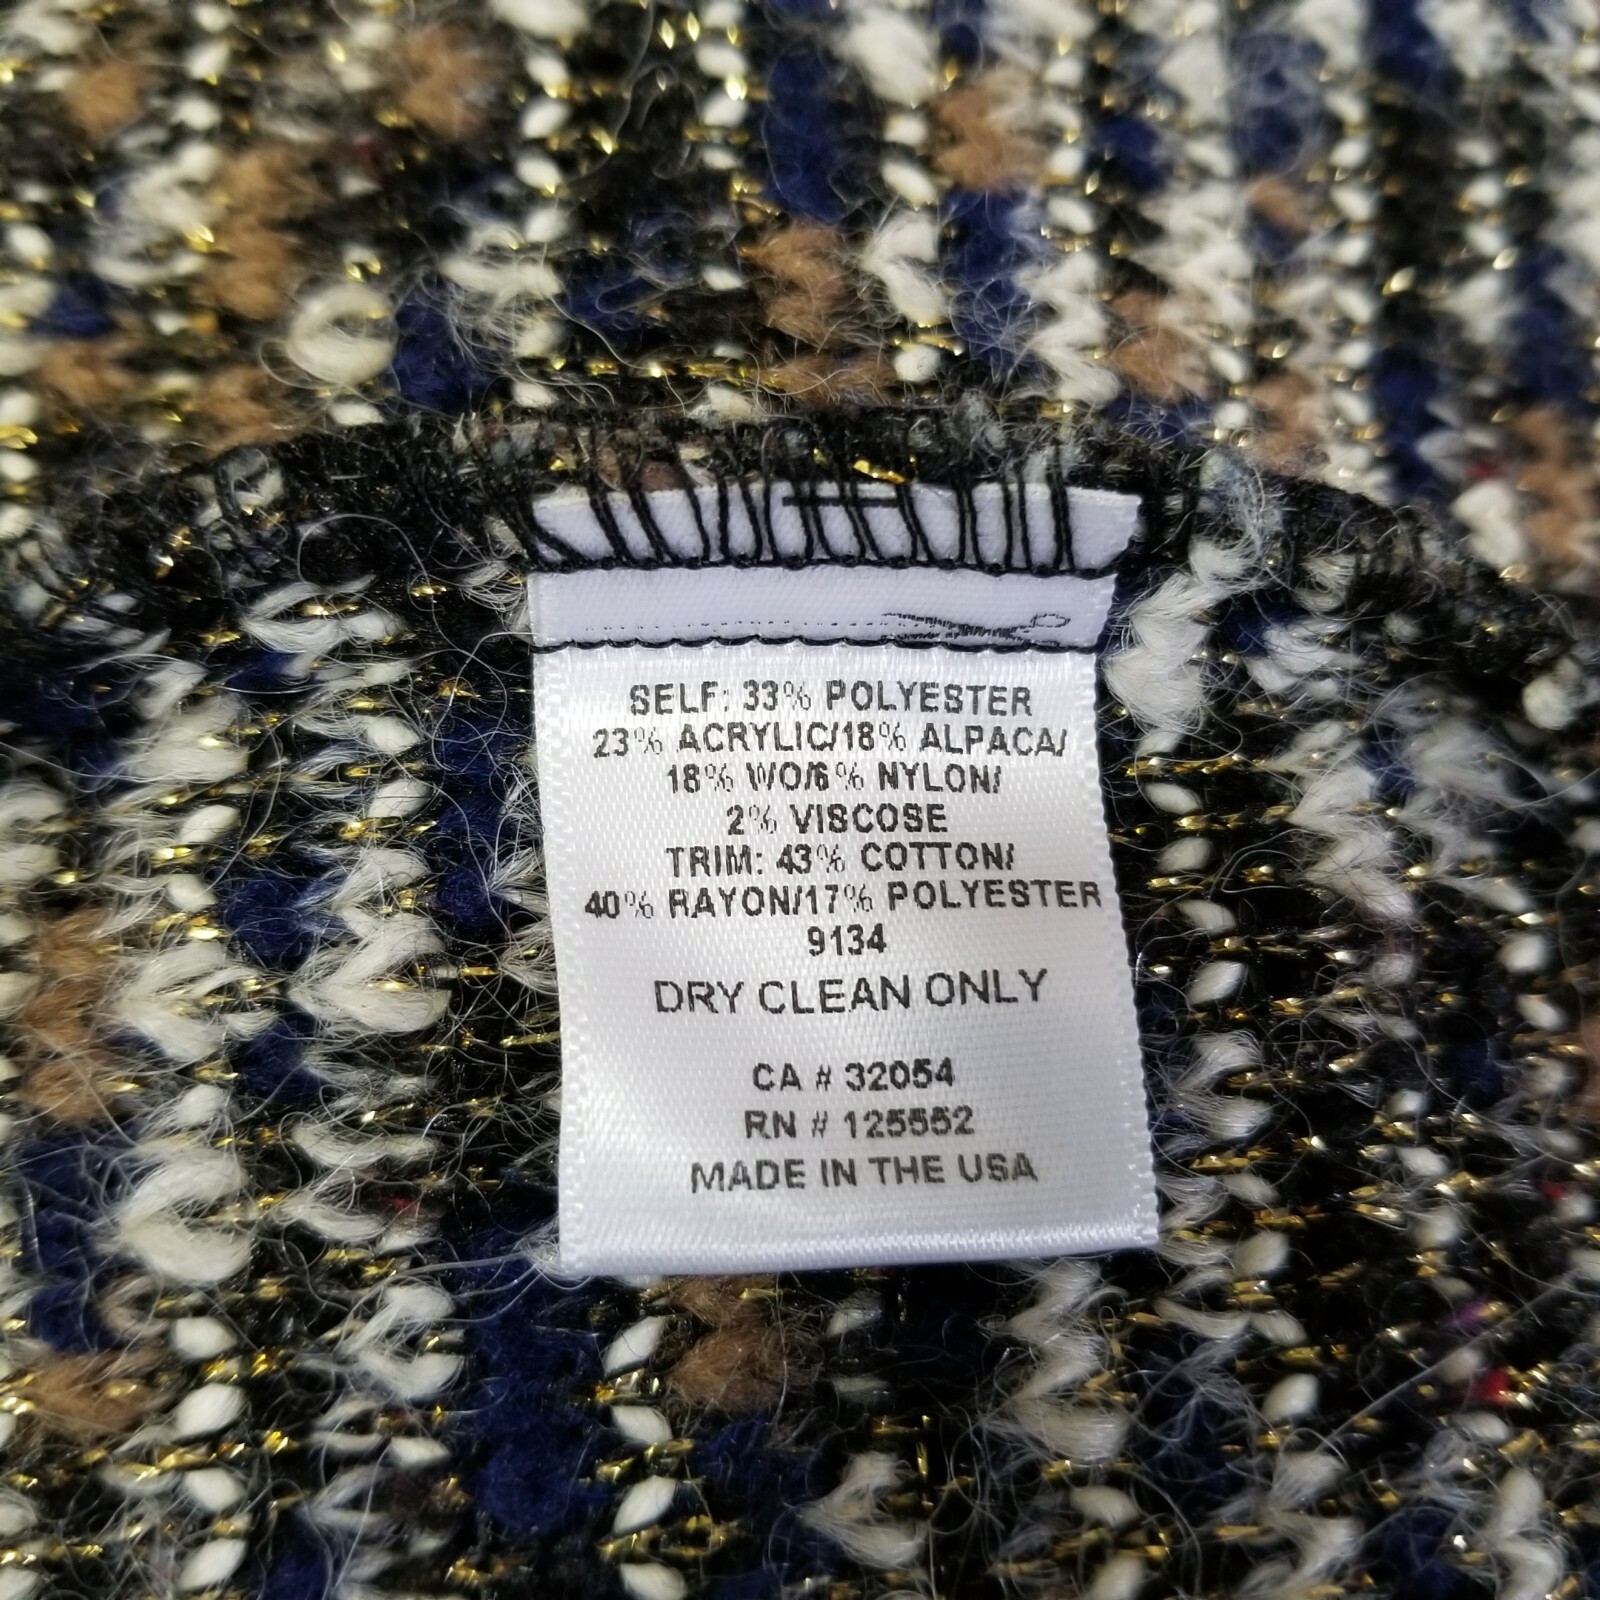 SELF: 33% POLYESTER
23% ACRYLIC/18% ALPACA/
18% WO/6% NYLON/
2% VISCOSE
TRIM: 43% COTTON/
40% RAYON/17% POLYESTER
9134
DRY CLEAN ONLY
CA # 32054
RN # 125552
MADE IN THE USA